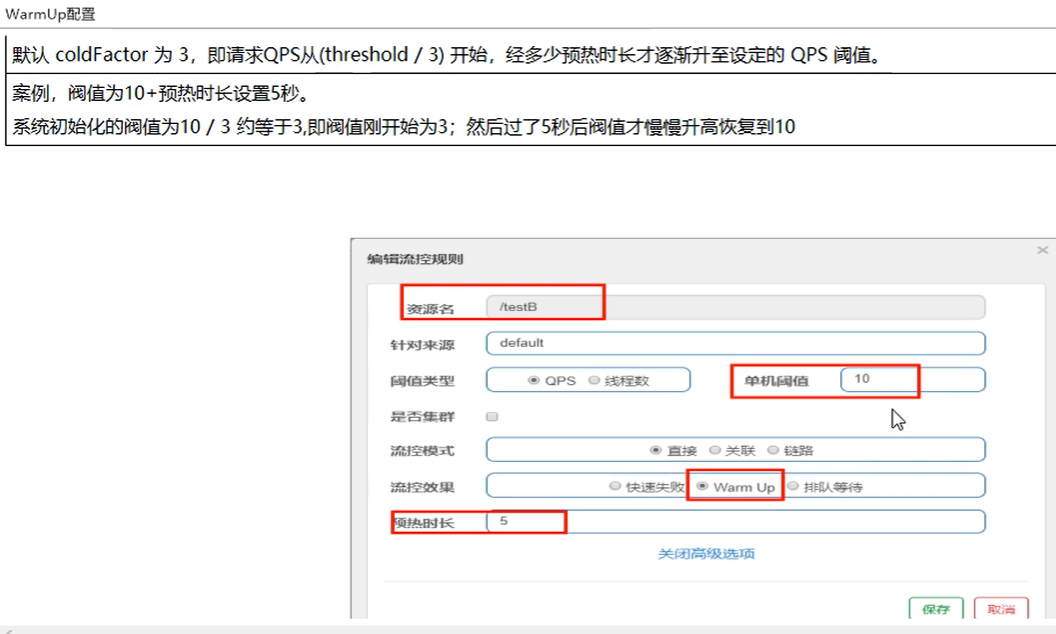 WarmUp配置
默认 coldFactor 为 3，即请求QPS从(threshold / 3) 开始，经多少预热时长才逐渐升至设定的 QPS 阈值。
案例，阀值为10+预热时长设置5秒。
系统初始化的阀值为10 / 3 约等于3,即阀值刚开始为3；然后过了5秒后阀值才慢慢升高恢复到10
编辑流控规则
资源名 /testB
针对来源 default
阈值类型 QPS 线程数 单机阈值 10
是否集群
流控模式 直接 关联 链路
流控效果 快速失败 Warm Up 排队等待
预热时长 5
关闭高级选项
保存 取消